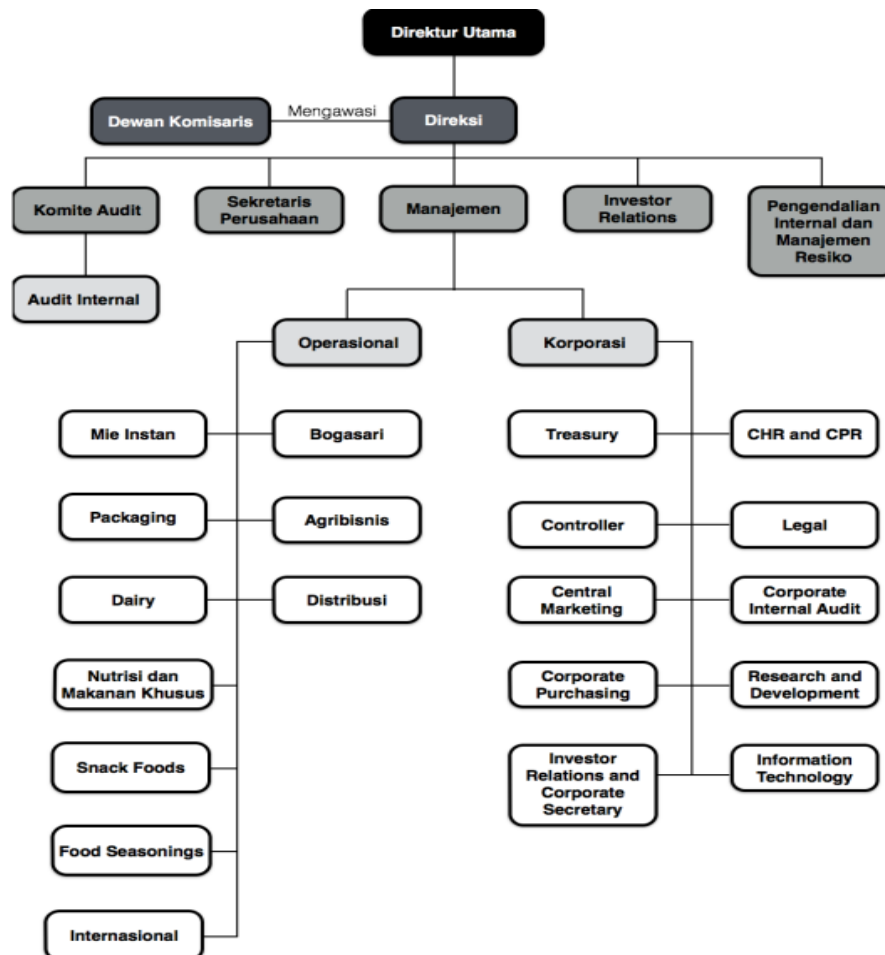 Direktur Utama
Dewan Komisaris
Mengawasi
Direksi
Komite Audit
Sekretaris
Perusahaan
Manajemen
Investor
Relations
Pengendalian
Internal dan
Manajemen
Resiko
Audit Internal
Operasional
Korporasi
Mie Instan
Bogasari
Treasury
CHR and CPR
Packaging
Agribisnis
Controller
Legal
Dairy
Distribusi
Central
Marketing
Corporate
Internal Audit
Nutrisi dan
Makanan Khusus
Corporate
Purchasing
Research and
Development
Snack Foods
Investor
Relations and
Corporate
Secretary
Information
Technology
Food Seasonings
Internasional